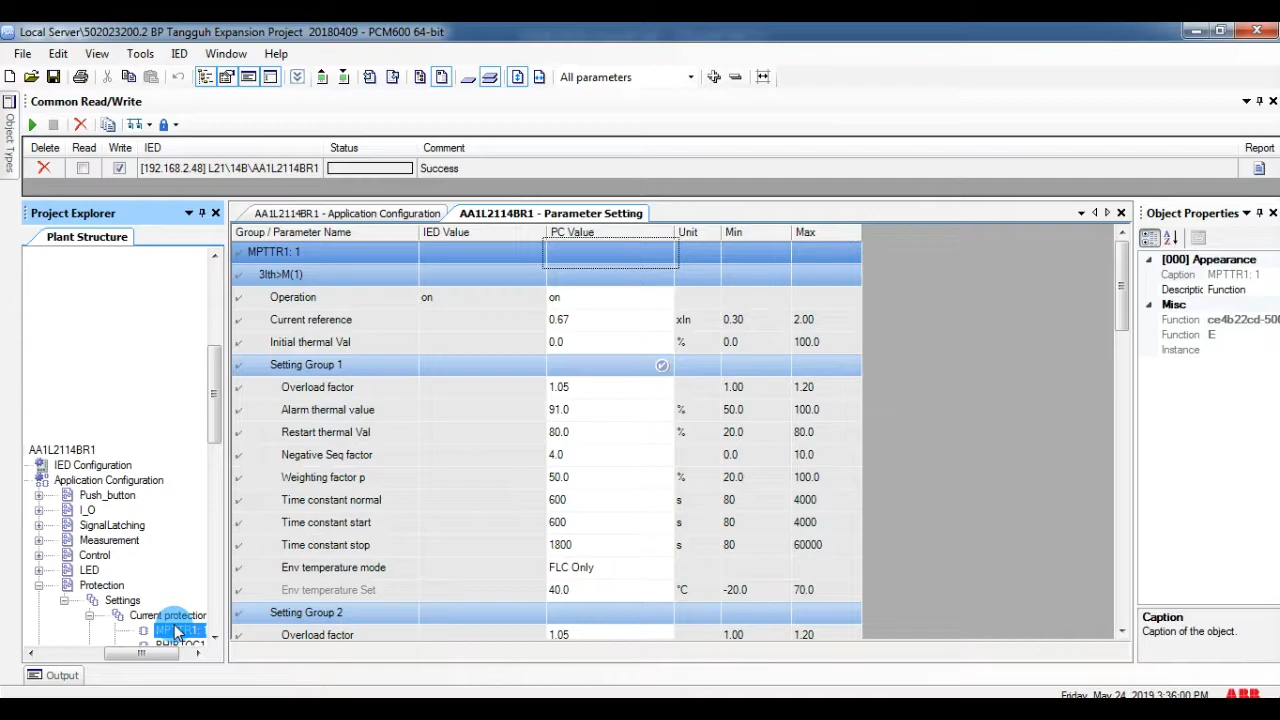 Local Server\502023200.2 BP Tangguh Expansion Project 20180409 - PCM600 64-bit
File Edit View Tools IED Window Help
All parameters
Common Read/Write
Delete Read Write IED Status Comment Report
[192.168.2.48] L21\14B\AA1L2114BR1 Success
Object Types
Project Explorer
Plant Structure
AA1L2114BR1
IED Configuration
Application Configuration
Push_button
I_O
SignalLatching
Measurement
Control
LED
Protection
Settings
Current protection
MPTTR1: 1
PHIPTOC1
Output
AA1L2114BR1 - Application Configuration AA1L2114BR1 - Parameter Setting
Group / Parameter Name IED Value PC Value Unit Min Max
MPTTR1: 1
3Ith>M(1)
Operation on on
Current reference 0.67 xIn 0.30 2.00
Initial thermal Val 0.0 % 0.0 100.0
Setting Group 1
Overload factor 1.05 1.00 1.20
Alarm thermal value 91.0 % 50.0 100.0
Restart thermal Val 80.0 % 20.0 80.0
Negative Seq factor 4.0 0.0 10.0
Weighting factor p 50.0 % 20.0 100.0
Time constant normal 600 s 80 4000
Time constant start 600 s 80 4000
Time constant stop 1800 s 80 60000
Env temperature mode FLC Only
Env temperature Set 40.0 °C -20.0 70.0
Setting Group 2
Overload factor 1.05 1.00 1.20
Object Properties
[000] Appearance
Caption MPTTR1: 1
Descriptic Function
Misc
Function ce4b22cd-500
Function E
Instance
Caption
Caption of the object.
Friday, May 24, 2019 3:36:00 PM ABB